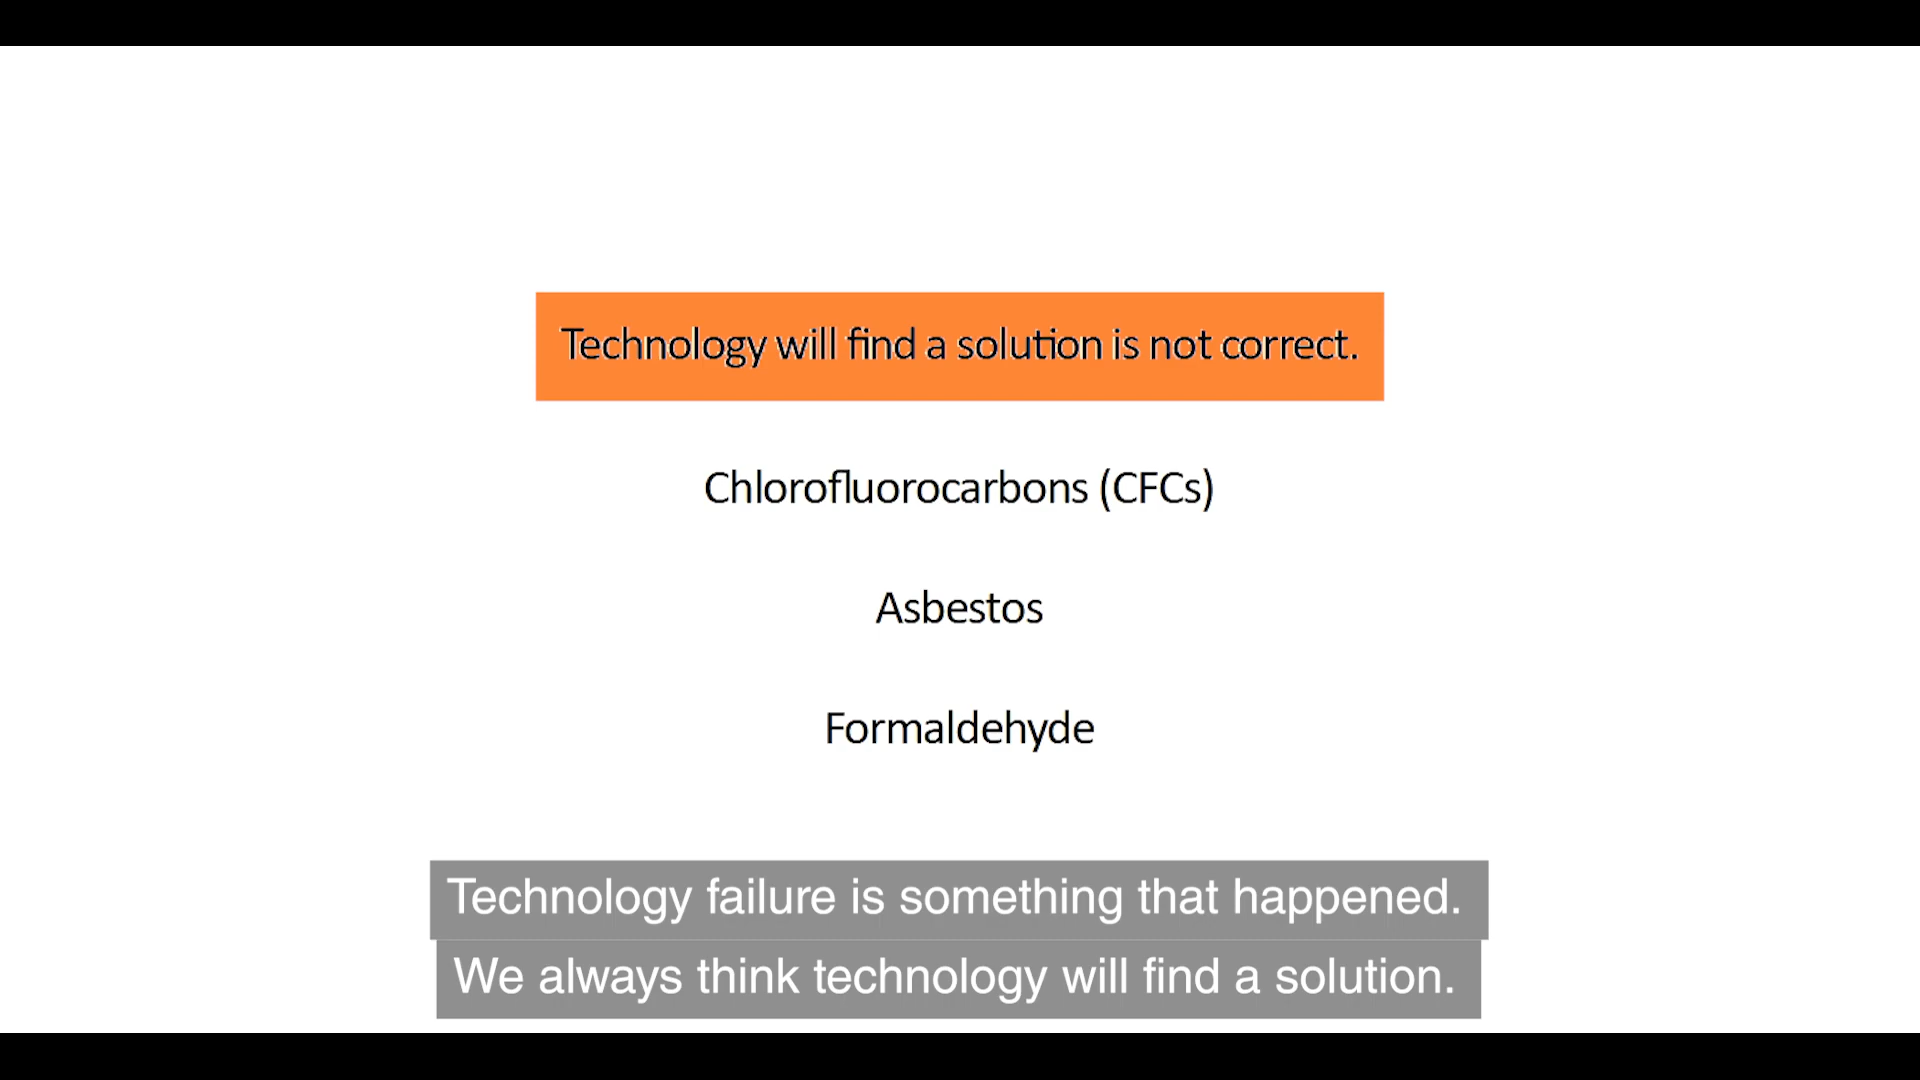 Technology will find a solution is not correct.
Chlorofluorocarbons (CFCs)
Asbestos
Formaldehyde
Technology failure is something that happened.
We always think technology will find a solution.